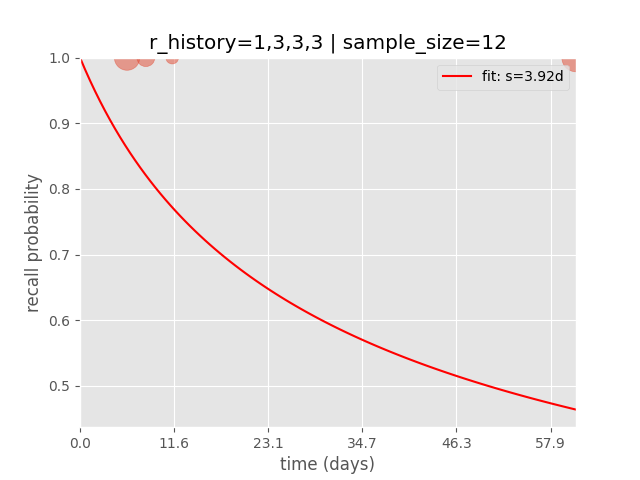 r_history=1,3,3,3 | sample_size=12
fit: s=3.92d
recall probability
1.0
0.9
0.8
0.7
0.6
0.5
0.0 11.6 23.1 34.7 46.3 57.9
time (days)